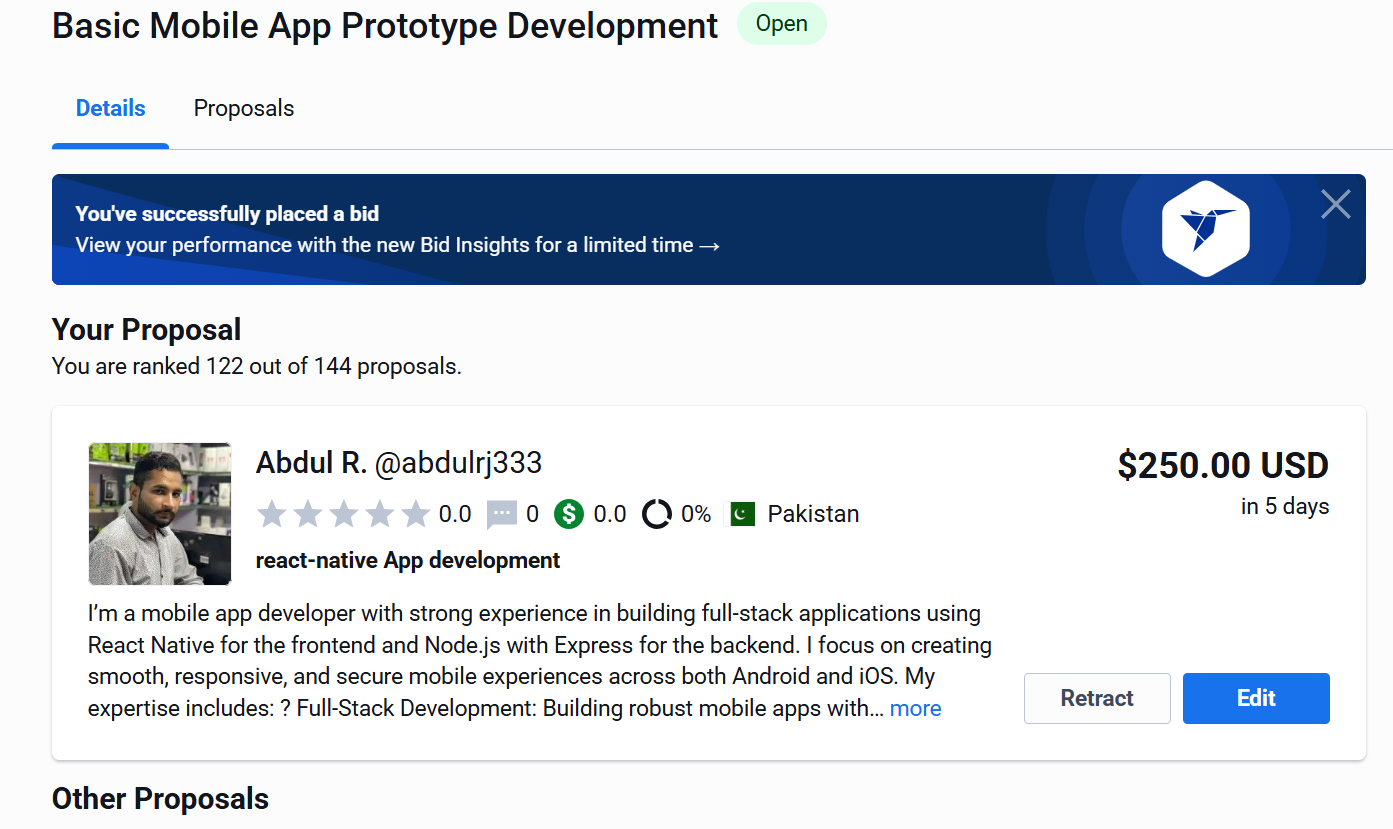 Basic Mobile App Prototype Development Open
Details Proposals
You've successfully placed a bid
View your performance with the new Bid Insights for a limited time →
Your Proposal
You are ranked 122 out of 144 proposals.
Abdul R. @abdulrj333
$250.00 USD
0.0 0 $ 0.0 0% Pakistan
in 5 days
react-native App development
I’m a mobile app developer with strong experience in building full-stack applications using
React Native for the frontend and Node.js with Express for the backend. I focus on creating
smooth, responsive, and secure mobile experiences across both Android and iOS. My
expertise includes: ? Full-Stack Development: Building robust mobile apps with... more
Retract Edit
Other Proposals